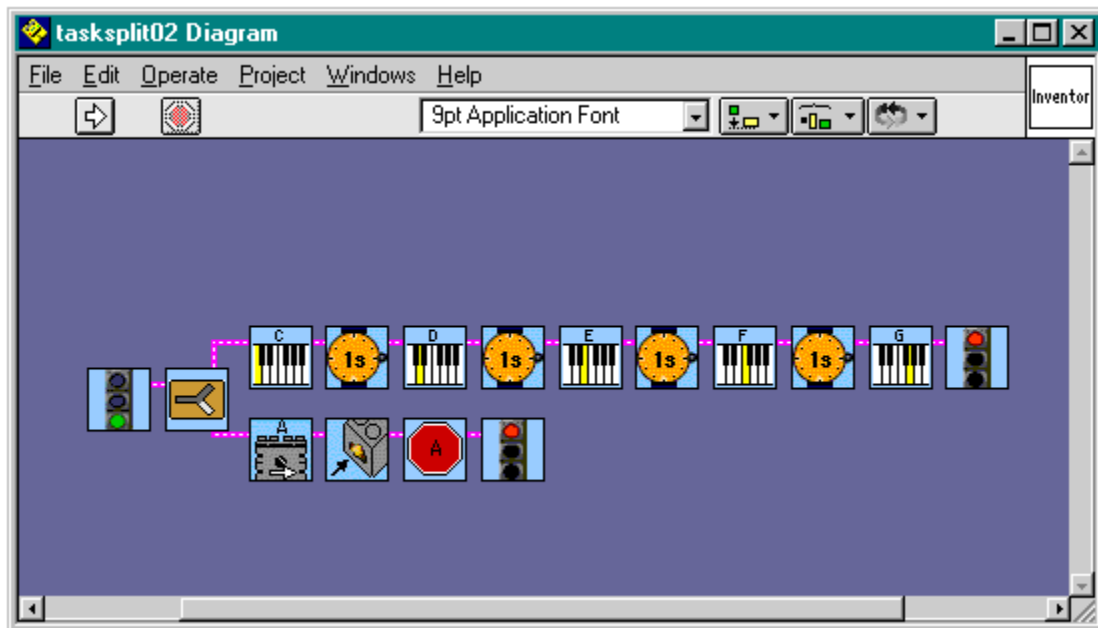 tasksplit02 Diagram
File Edit Operate Project Windows Help
9pt Application Font
Inventor
C 1s D 1s E 1s F 1s G
A A